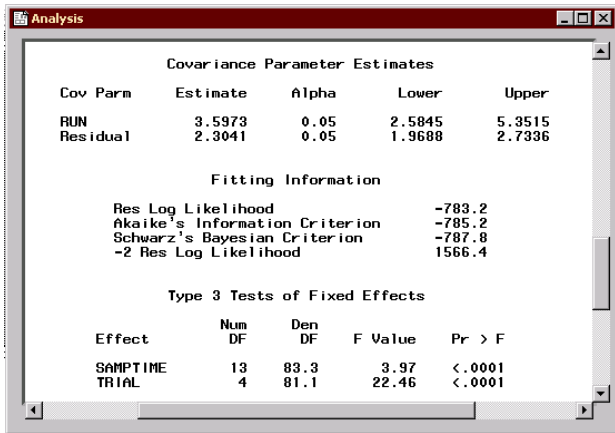 Analysis
Covariance Parameter Estimates
Cov Parm Estimate Alpha Lower Upper
RUN 3.5973 0.05 2.5845 5.3515
Residual 2.3041 0.05 1.9688 2.7336
Fitting Information
Res Log Likelihood -783.2
Akaike's Information Criterion -785.2
Schwarz's Bayesian Criterion -787.8
-2 Res Log Likelihood 1566.4
Type 3 Tests of Fixed Effects
Num Den
Effect DF DF F Value Pr > F
SAMPTIME 13 83.3 3.97 <.0001
TRIAL 4 81.1 22.46 <.0001